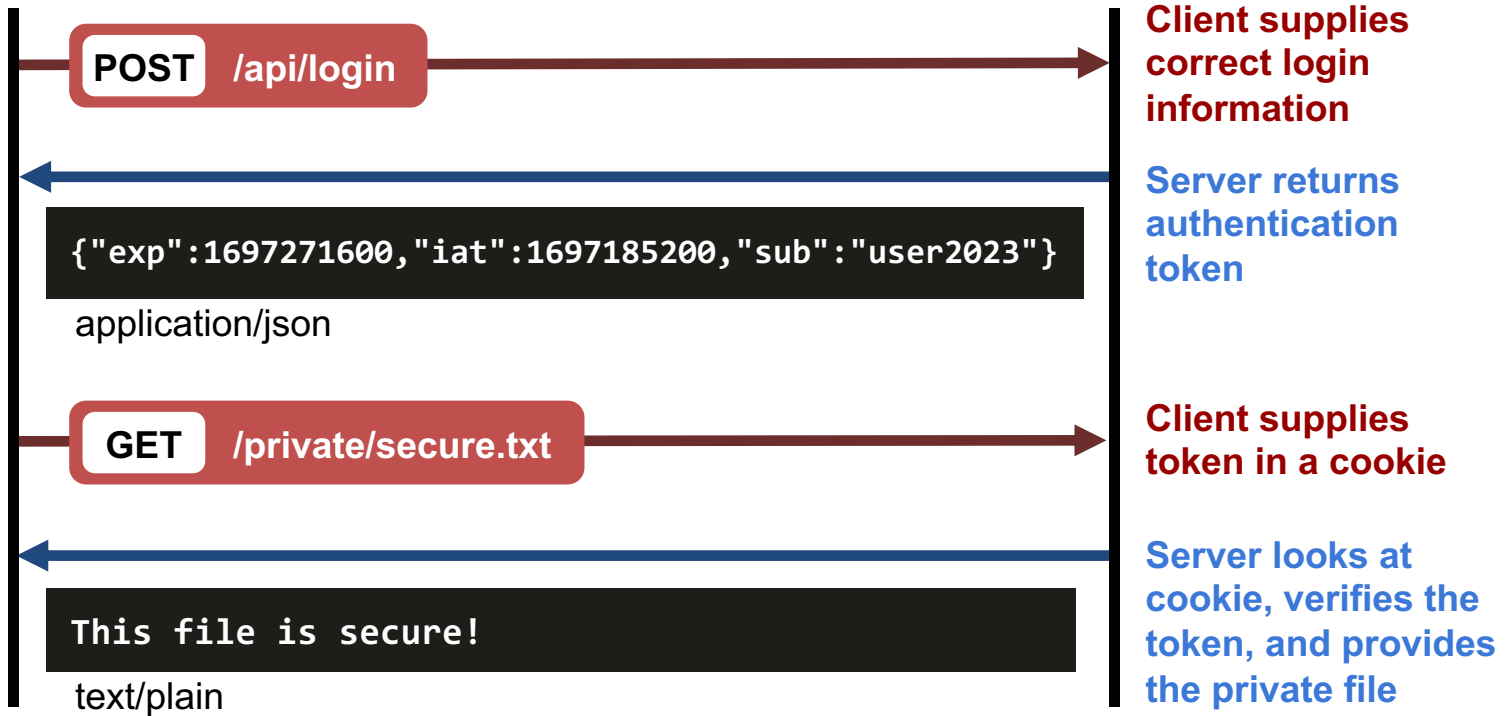 POST /api/login
Client supplies
correct login
information
Server returns
authentication
token
{"exp":1697271600,"iat":1697185200,"sub":"user2023"}
application/json
GET /private/secure.txt
Client supplies
token in a cookie
Server looks at
cookie, verifies the
token, and provides
the private file
This file is secure!
text/plain